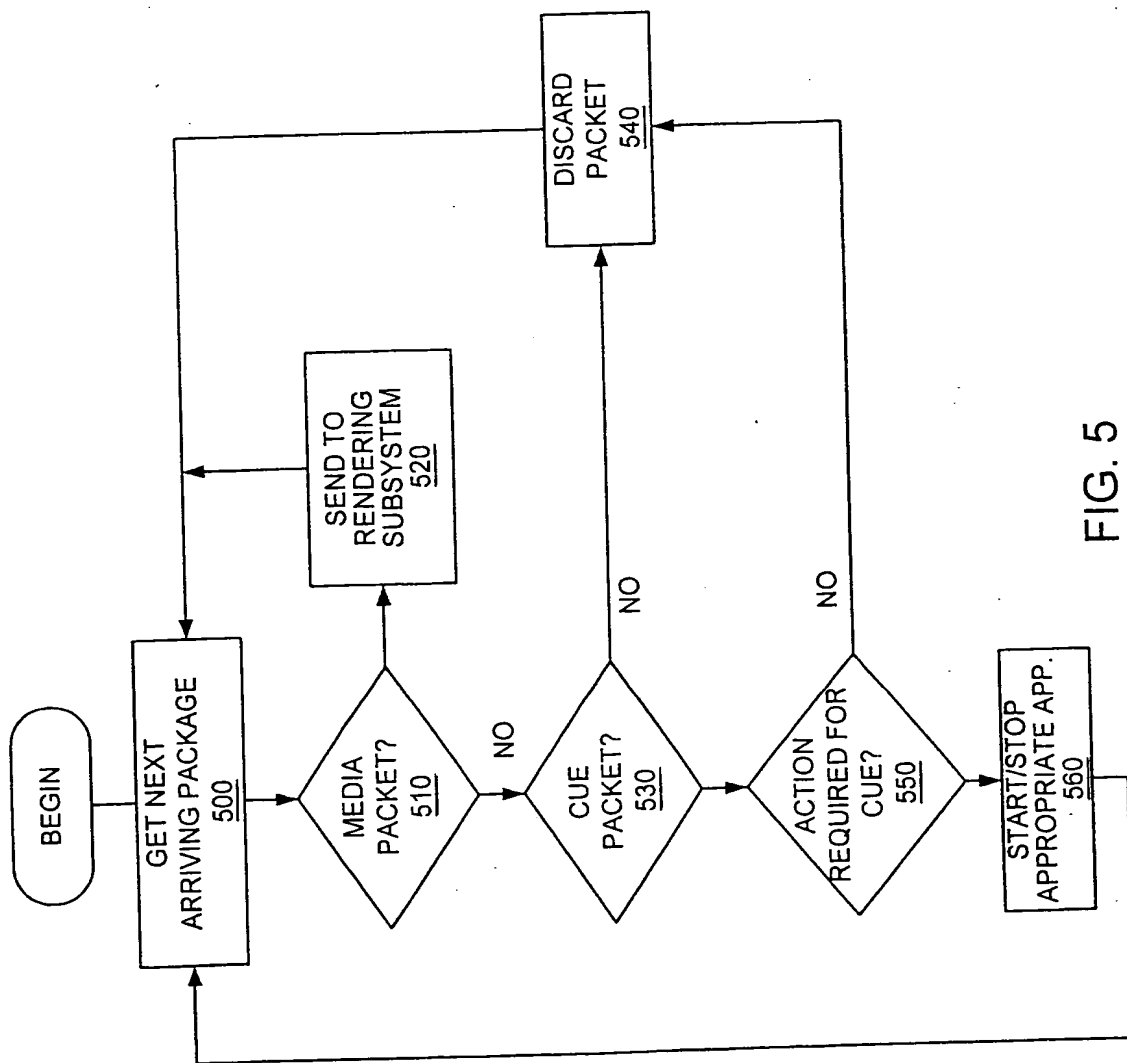 BEGIN
GET NEXT
ARRIVING PACKAGE
500
MEDIA
PACKET?
510
SEND TO
RENDERING
SUBSYSTEM
520
NO
CUE
PACKET?
530
NO
DISCARD
PACKET
540
ACTION
REQUIRED FOR
CUE?
550
NO
START/STOP
APPROPRIATE APP.
560
FIG. 5